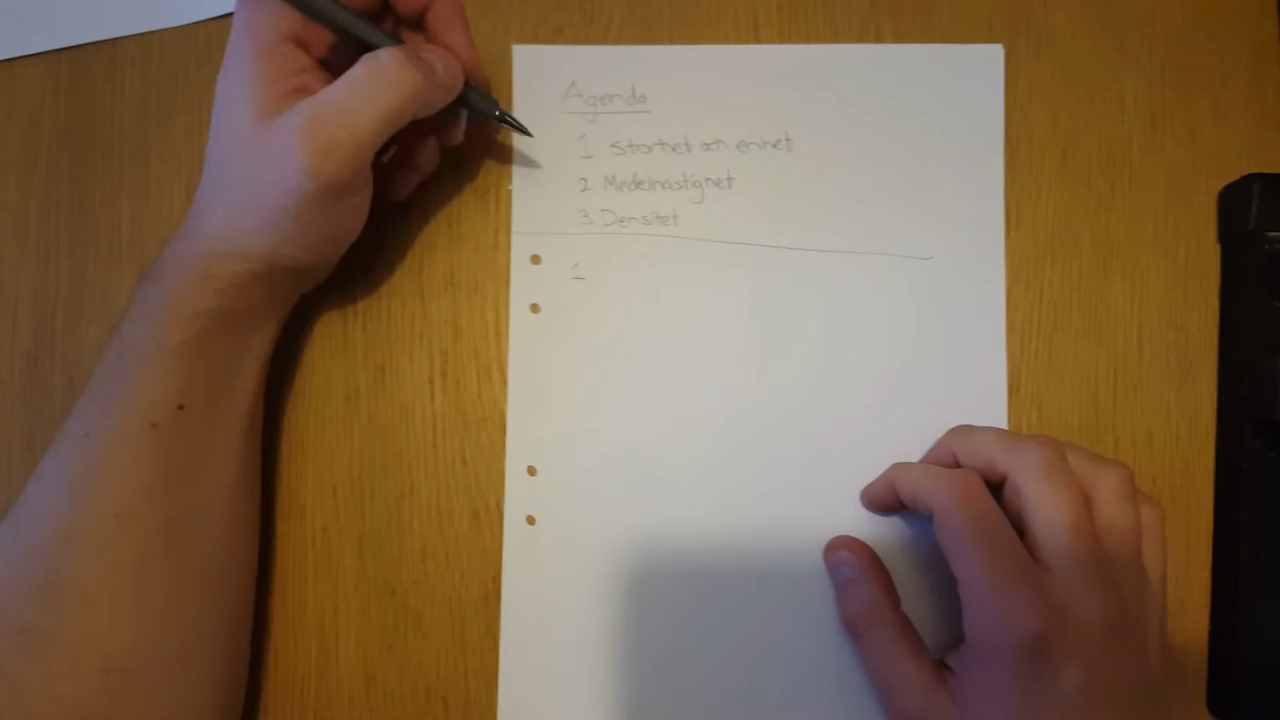 Agenda
1 Storhet och enhet
2 Medelhastighet
3 Densitet
1